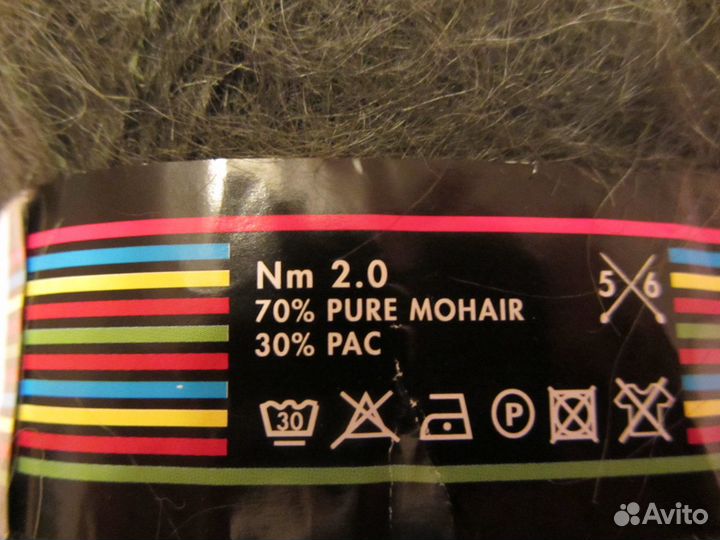 Nm 2.0
70% PURE MOHAIR
30% PAC
5 6
30
P
Avito